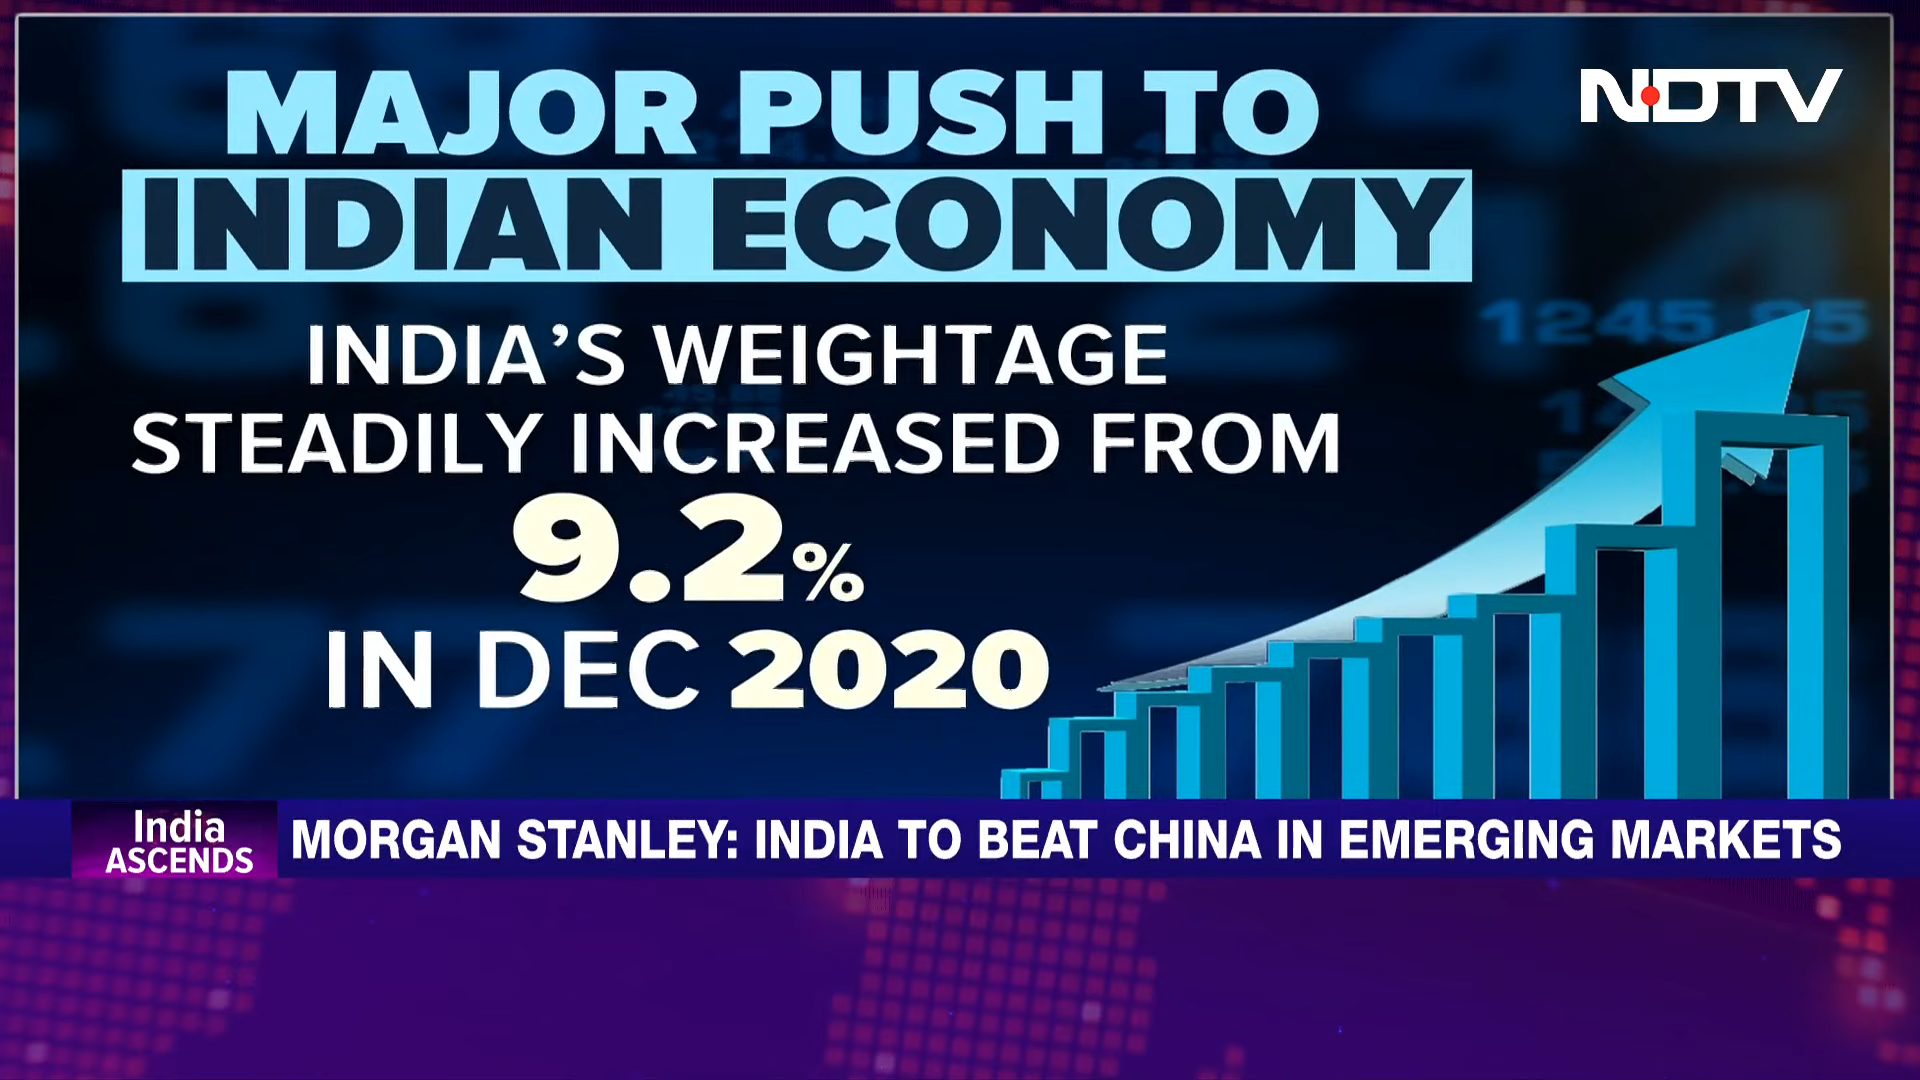 MAJOR PUSH TO
INDIAN ECONOMY
NDTV
INDIA’S WEIGHTAGE
STEADILY INCREASED FROM
9.2%
IN DEC 2020
India
ASCENDS
MORGAN STANLEY: INDIA TO BEAT CHINA IN EMERGING MARKETS